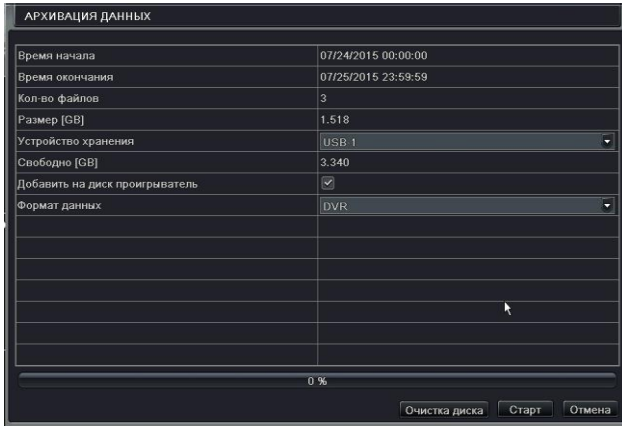 АРХИВАЦИЯ ДАННЫХ
Время начала 07/24/2015 00:00:00
Время окончания 07/25/2015 23:59:59
Кол-во файлов 3
Размер [GB] 1.518
Устройство хранения USB 1
Свободно [GB] 3.340
Добавить на диск проигрыватель
Формат данных DVR
0 %
Очистка диска Старт Отмена